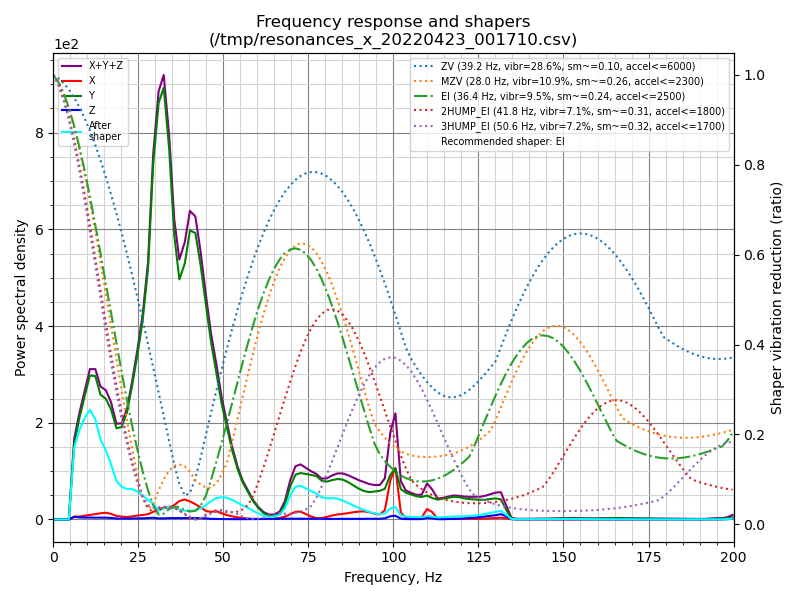 Frequency response and shapers
(/tmp/resonances_x_20220423_001710.csv)
1e2
X+Y+Z
X
Y
Z
After
shaper
ZV (39.2 Hz, vibr=28.6%, sm~=0.10, accel<=6000)
MZV (28.0 Hz, vibr=10.9%, sm~=0.26, accel<=2300)
EI (36.4 Hz, vibr=9.5%, sm~=0.24, accel<=2500)
2HUMP_EI (41.8 Hz, vibr=7.1%, sm~=0.31, accel<=1800)
3HUMP_EI (50.6 Hz, vibr=7.2%, sm~=0.32, accel<=1700)
Recommended shaper: EI
Power spectral density
8
6
4
2
0
1.0
0.8
0.6
0.4
0.2
0.0
Shaper vibration reduction (ratio)
0 25 50 75 100 125 150 175 200
Frequency, Hz